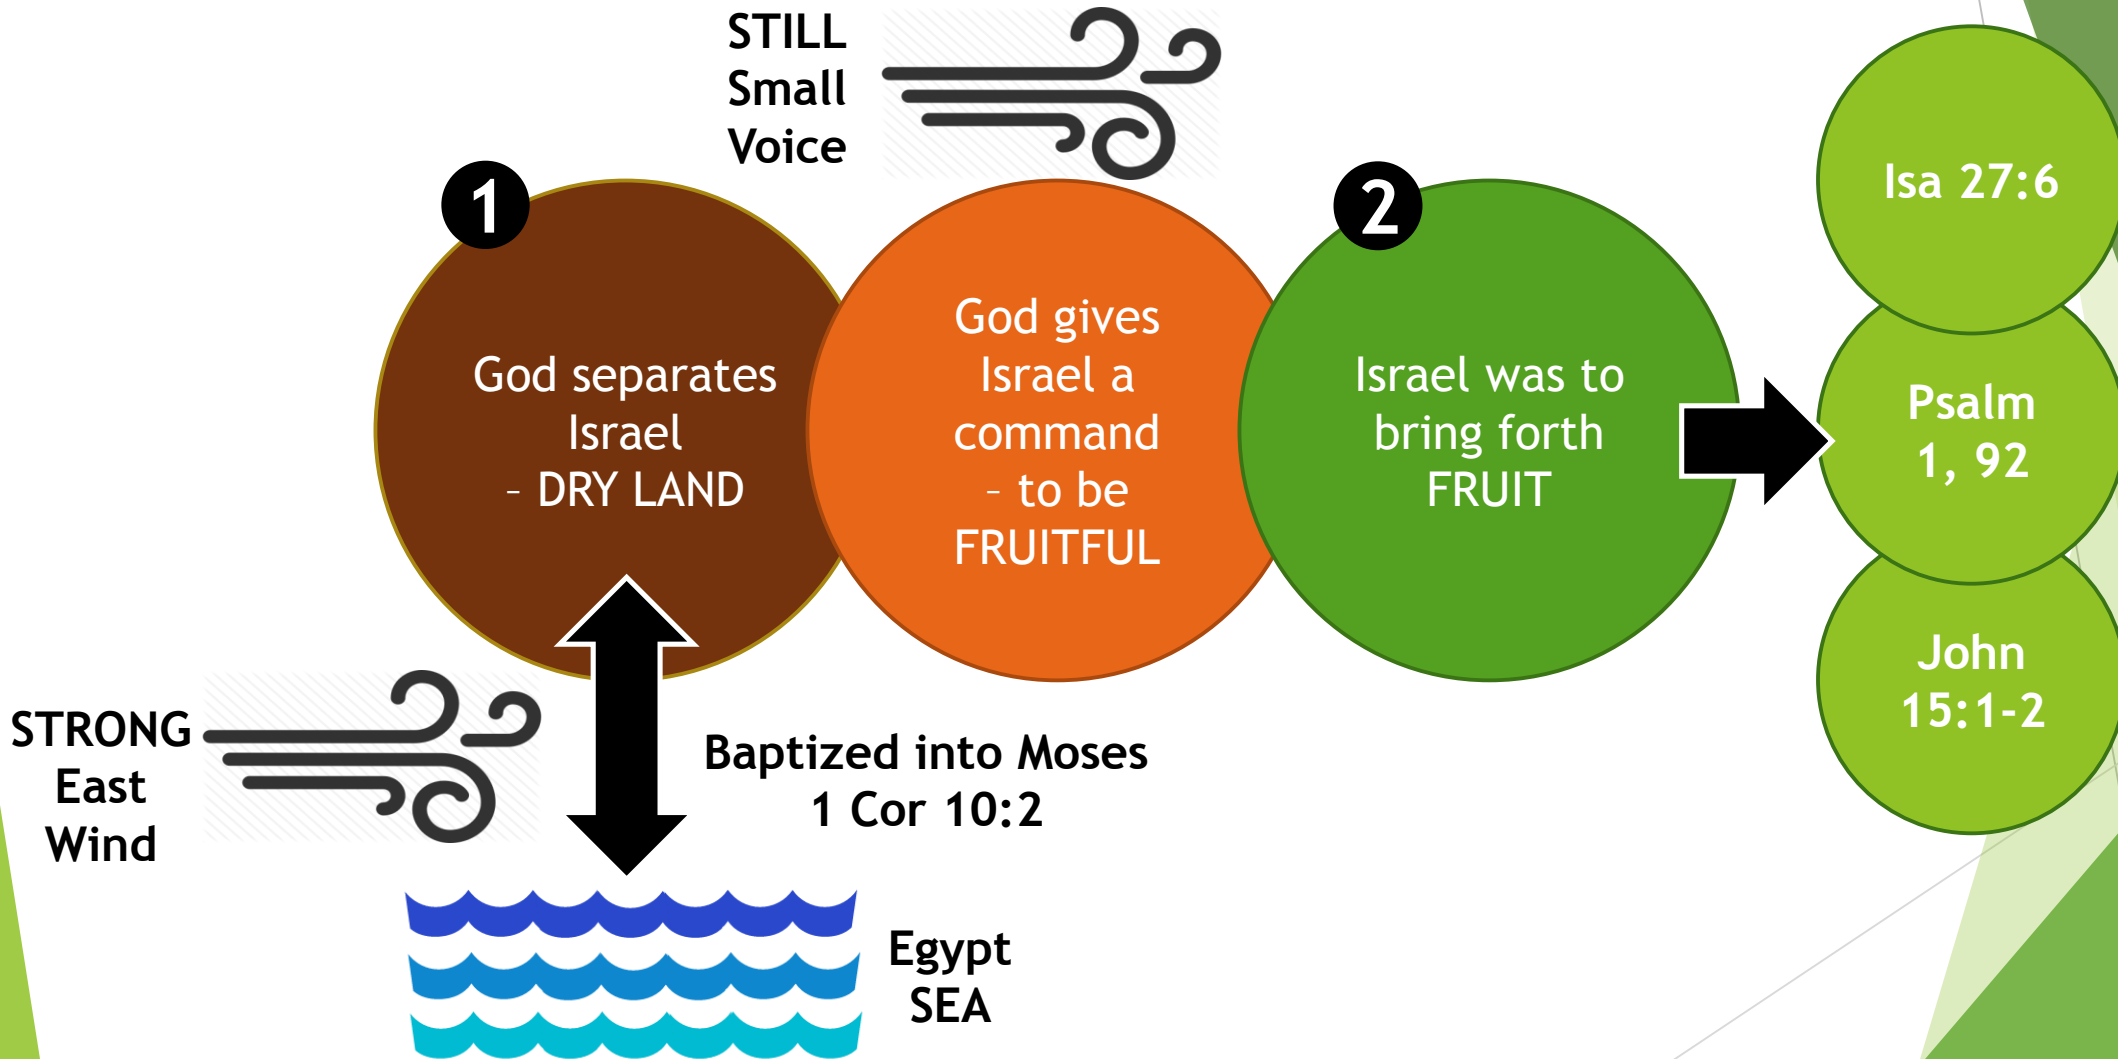 STILL
Small
Voice
1
God separates
Israel
- DRY LAND
God gives
Israel a
command
- to be
FRUITFUL
2
Israel was to
bring forth
FRUIT
Isa 27:6
Psalm
1, 92
John
15:1-2
STRONG
East
Wind
Baptized into Moses
1 Cor 10:2
Egypt
SEA